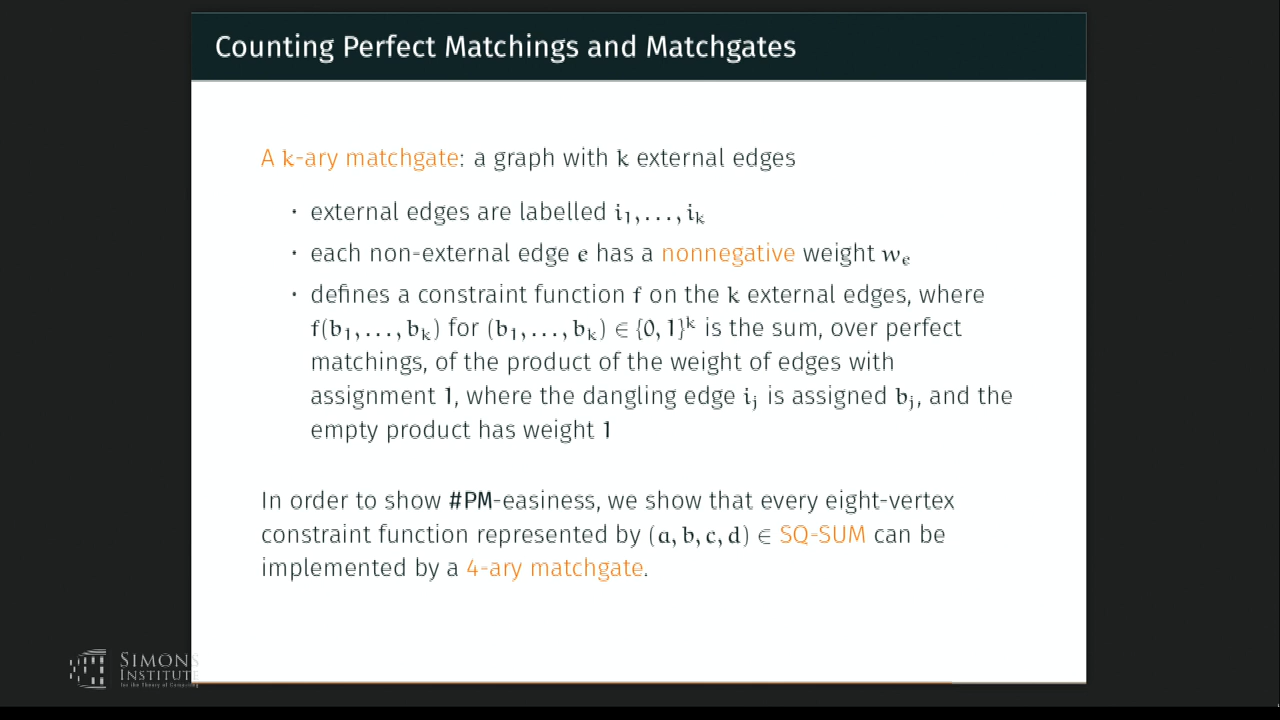 Counting Perfect Matchings and Matchgates
A k-ary matchgate: a graph with k external edges
· external edges are labelled i₁, . . . , iₖ
· each non-external edge e has a nonnegative weight wₑ
· defines a constraint function f on the k external edges, where
f(b₁, . . . , bₖ) for (b₁, . . . , bₖ) ∈ {0, 1}ᵏ is the sum, over perfect
matchings, of the product of the weight of edges with
assignment 1, where the dangling edge iⱼ is assigned bⱼ, and the
empty product has weight 1
In order to show #PM-easiness, we show that every eight-vertex
constraint function represented by (a, b, c, d) ∈ SQ-SUM can be
implemented by a 4-ary matchgate.
SIMONS
INSTITUTE
for the Theory of Computing